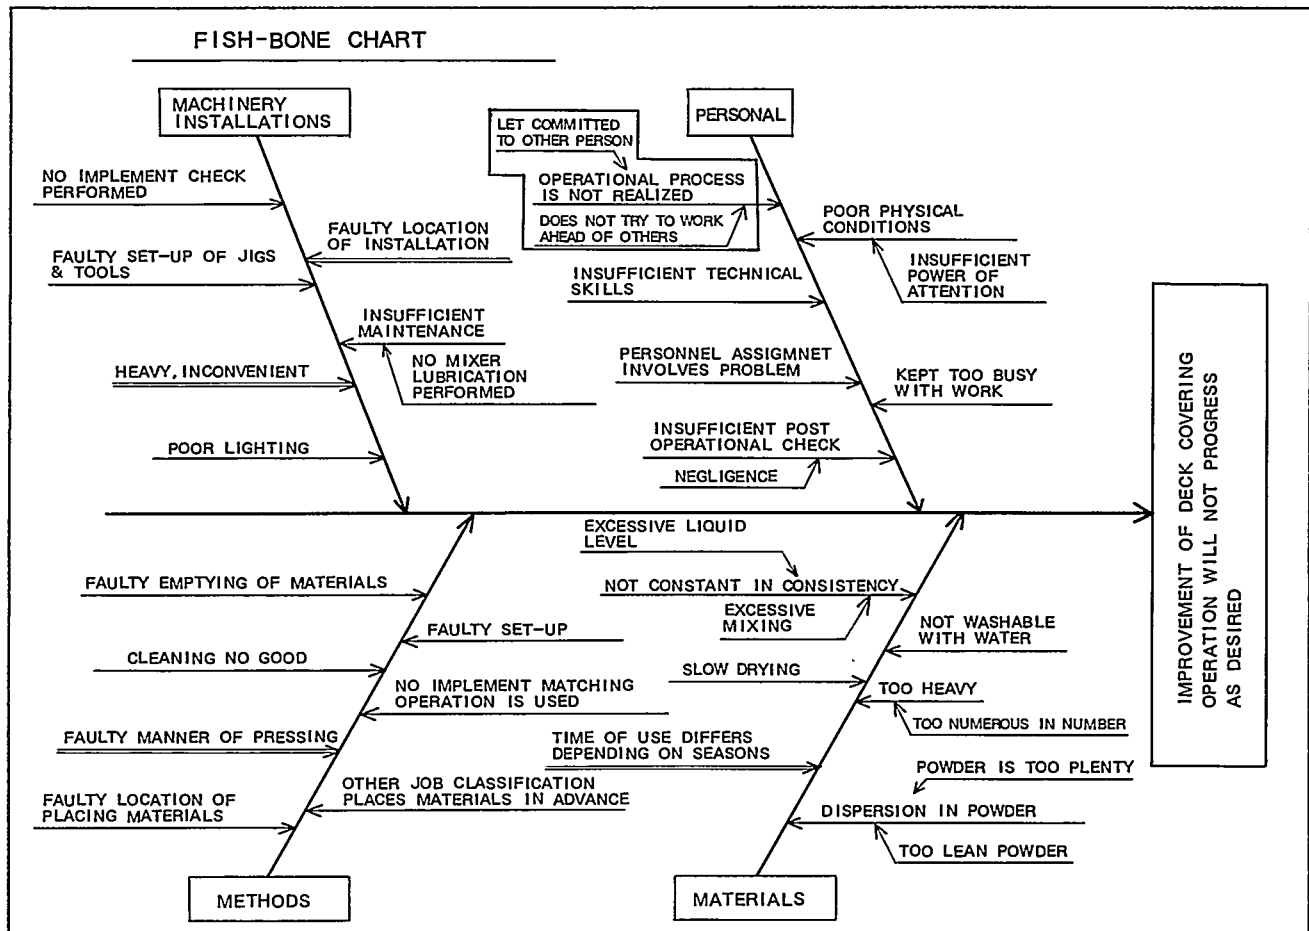 FISH-BONE CHART
MACHINERY
INSTALLATIONS
NO IMPLEMENT CHECK
PERFORMED
FAULTY LOCATION
OF INSTALLATION
FAULTY SET-UP OF JIGS
& TOOLS
INSUFFICIENT
MAINTENANCE
NO MIXER
LUBRICATION
PERFORMED
HEAVY, INCONVENIENT
POOR LIGHTING
PERSONAL
LET COMMITTED
TO OTHER PERSON
OPERATIONAL PROCESS
IS NOT REALIZED
DOES NOT TRY TO WORK
AHEAD OF OTHERS
POOR PHYSICAL
CONDITIONS
INSUFFICIENT
POWER OF
ATTENTION
INSUFFICIENT TECHNICAL
SKILLS
PERSONNEL ASSIGMNET
INVOLVES PROBLEM
KEPT TOO BUSY
WITH WORK
INSUFFICIENT POST
OPERATIONAL CHECK
NEGLIGENCE
IMPROVEMENT OF DECK COVERING
OPERATION WILL NOT PROGRESS
AS DESIRED
FAULTY EMPTYING OF MATERIALS
FAULTY SET-UP
CLEANING NO GOOD
NO IMPLEMENT MATCHING
OPERATION IS USED
FAULTY MANNER OF PRESSING
OTHER JOB CLASSIFICATION
PLACES MATERIALS IN ADVANCE
FAULTY LOCATION OF
PLACING MATERIALS
METHODS
EXCESSIVE LIQUID
LEVEL
NOT CONSTANT IN CONSISTENCY
EXCESSIVE
MIXING
NOT WASHABLE
WITH WATER
SLOW DRYING
TOO HEAVY
TOO NUMEROUS IN NUMBER
TIME OF USE DIFFERS
DEPENDING ON SEASONS
POWDER IS TOO PLENTY
DISPERSION IN POWDER
TOO LEAN POWDER
MATERIALS